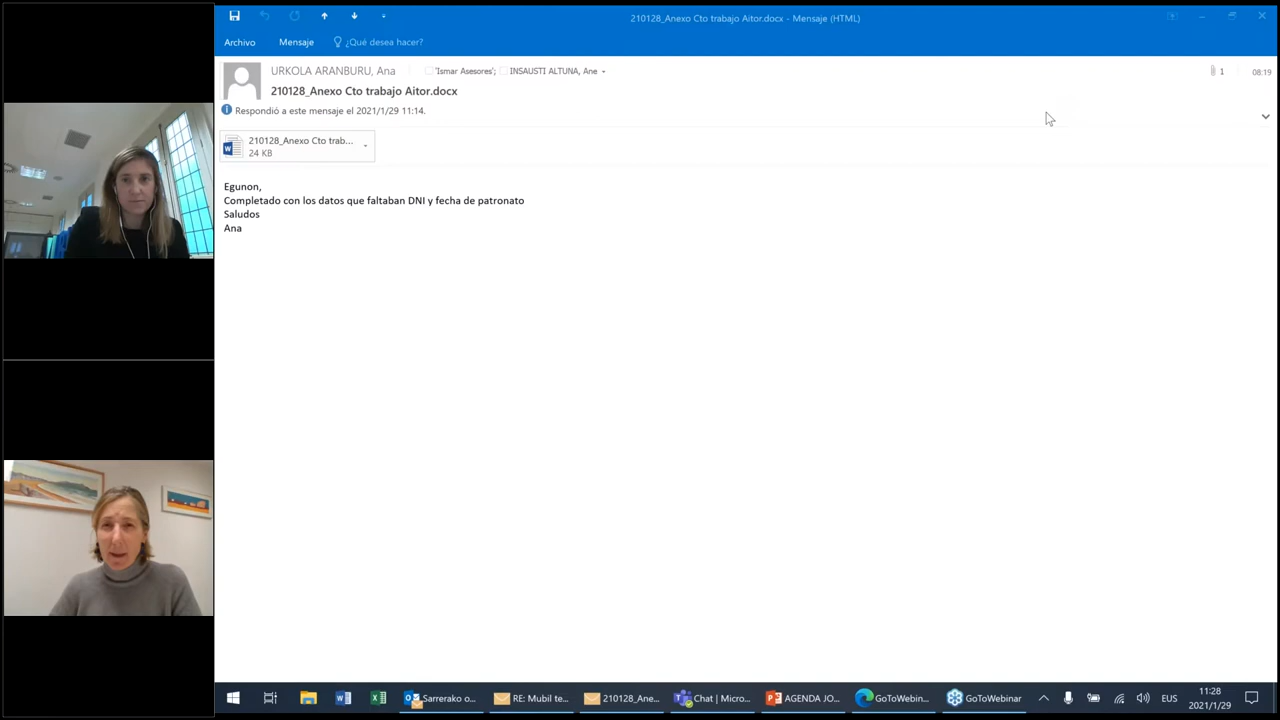 210128_Anexo Cto trabajo Aitor.docx - Mensaje (HTML)
Archivo Mensaje ¿Qué desea hacer?
URKOLA ARANBURU, Ana 'Ismar Asesores'; INSAUSTI ALTUNA, Ane 1 08:19
210128_Anexo Cto trabajo Aitor.docx
Respondió a este mensaje el 2021/1/29 11:14.
210128_Anexo Cto trab...
24 KB
Egunon,
Completado con los datos que faltaban DNI y fecha de patronato
Saludos
Ana
Sarrerako o... RE: Mubil te... 210128_Ane... Chat | Micro... AGENDA JO... GoToWebin... GoToWebinar EUS 11:28
2021/1/29